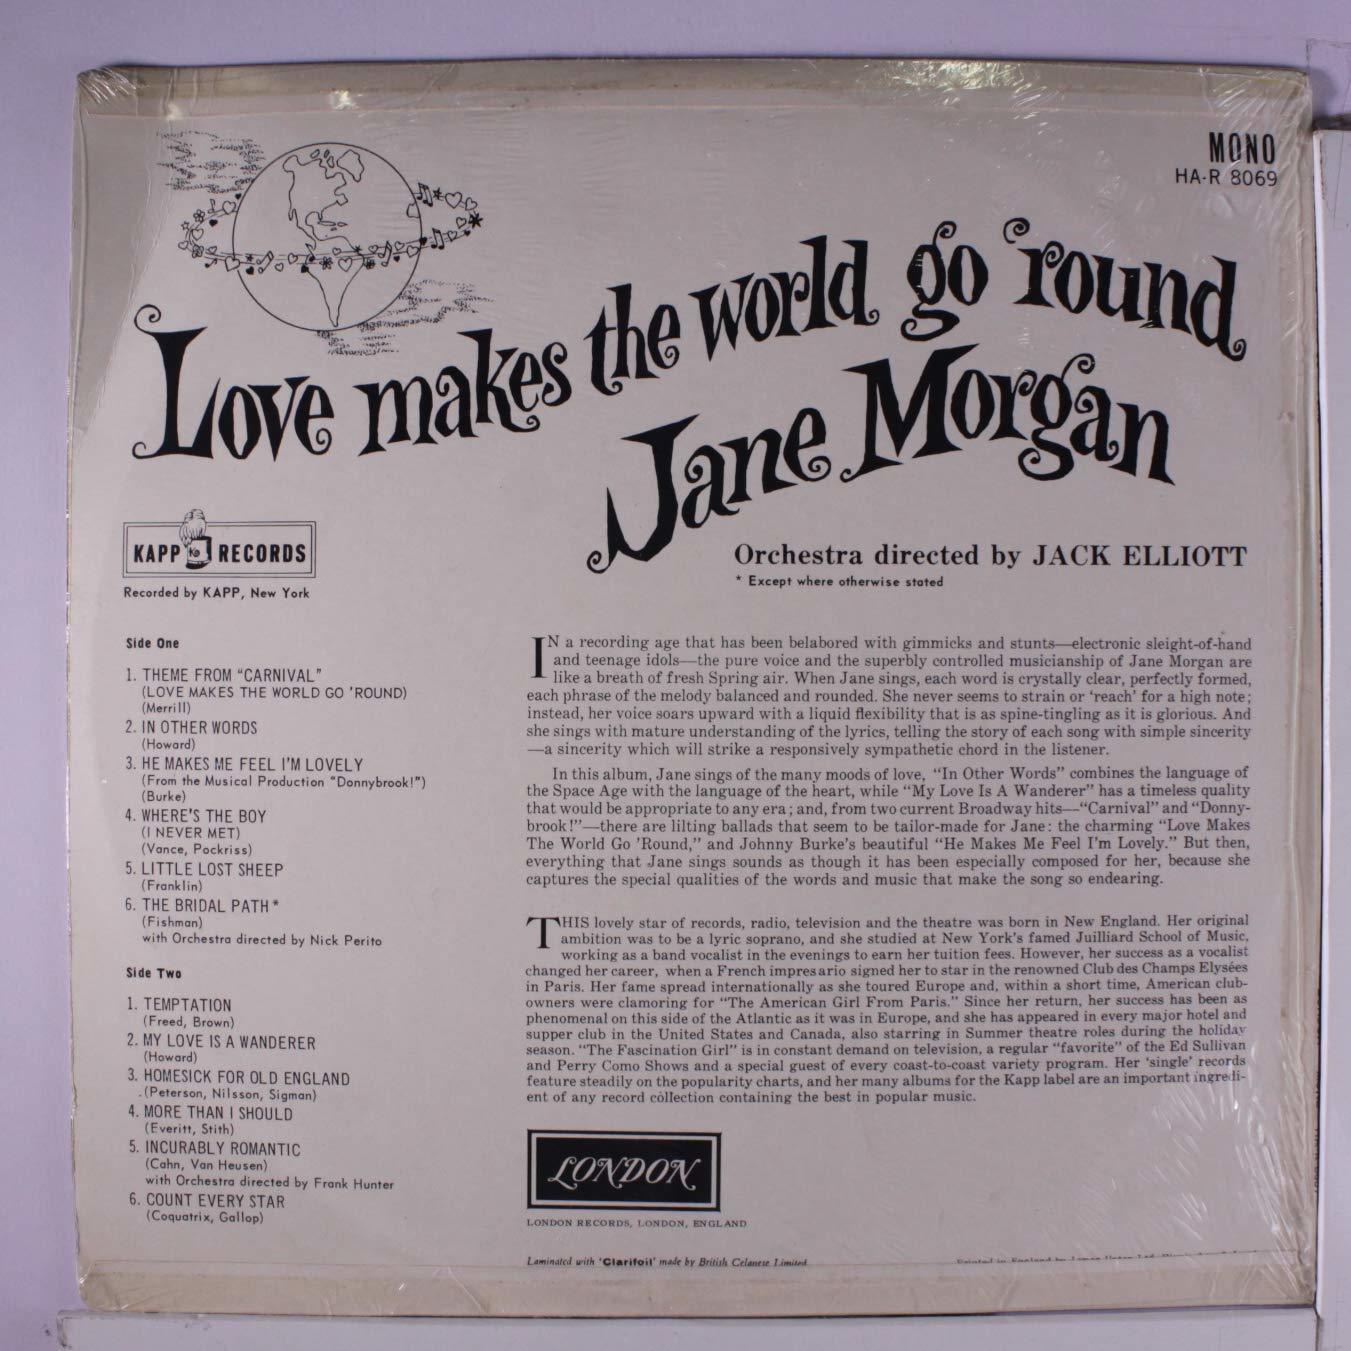 MONO
HA-R 8069
Love makes the world go 'round
Jane Morgan
Orchestra directed by JACK ELLIOTT
* Except where otherwise stated
KAPP RECORDS
Recorded by KAPP, New York
Side One
1. THEME FROM "CARNIVAL"
(LOVE MAKES THE WORLD GO 'ROUND)
(Merrill)
2. IN OTHER WORDS
(Howard)
3. HE MAKES ME FEEL I'M LOVELY
(From the Musical Production "Donnybrook!")
(Burke)
4. WHERE'S THE BOY
(I NEVER MET)
(Vance, Pockriss)
5. LITTLE LOST SHEEP
(Franklin)
6. THE BRIDAL PATH*
(Fishman)
with Orchestra directed by Nick Perito
Side Two
1. TEMPTATION
(Freed, Brown)
2. MY LOVE IS A WANDERER
(Howard)
3. HOMESICK FOR OLD ENGLAND
(Peterson, Nilsson, Sigman)
4. MORE THAN I SHOULD
(Everitt, Stith)
5. INCURABLY ROMANTIC
(Cahn, Van Heusen)
with Orchestra directed by Frank Hunter
6. COUNT EVERY STAR
(Coquatrix, Gallop)
IN a recording age that has been belabored with gimmicks and stunts—electronic sleight-of-hand
and teenage idols—the pure voice and the superbly controlled musicianship of Jane Morgan are
like a breath of fresh Spring air. When Jane sings, each word is crystally clear, perfectly formed,
each phrase of the melody balanced and rounded. She never seems to strain or 'reach' for a high note;
instead, her voice soars upward with a liquid flexibility that is as spine-tingling as it is glorious. And
she sings with mature understanding of the lyrics, telling the story of each song with simple sincerity
—a sincerity which will strike a responsively sympathetic chord in the listener.
In this album, Jane sings of the many moods of love, "In Other Words" combines the language of
the Space Age with the language of the heart, while "My Love Is A Wanderer" has a timeless quality
that would be appropriate to any era; and, from two current Broadway hits—"Carnival" and "Donny-
brook!"—there are lilting ballads that seem to be tailor-made for Jane: the charming "Love Makes
The World Go 'Round," and Johnny Burke's beautiful "He Makes Me Feel I'm Lovely." But then,
everything that Jane sings sounds as though it has been especially composed for her, because she
captures the special qualities of the words and music that make the song so endearing.
THIS lovely star of records, radio, television and the theatre was born in New England. Her original
ambition was to be a lyric soprano, and she studied at New York's famed Juilliard School of Music,
working as a band vocalist in the evenings to earn her tuition fees. However, her success as a vocalist
changed her career, when a French impresario signed her to star in the renowned Club des Champs Elysées
in Paris. Her fame spread internationally as she toured Europe and, within a short time, American club-
owners were clamoring for "The American Girl From Paris." Since her return, her success has been as
phenomenal on this side of the Atlantic as it was in Europe, and she has appeared in every major hotel and
supper club in the United States and Canada, also starring in Summer theatre roles during the holiday
season. "The Fascination Girl" is in constant demand on television, a regular "favorite" of the Ed Sullivan
and Perry Como Shows and a special guest of every coast-to-coast variety program. Her 'single' records
feature steadily on the popularity charts, and her many albums for the Kapp label are an important ingredi-
ent of any record collection containing the best in popular music.
LONDON
LONDON RECORDS, LONDON, ENGLAND
Laminated with 'Clarifoil' made by British Celanese Limited
Printed in England by